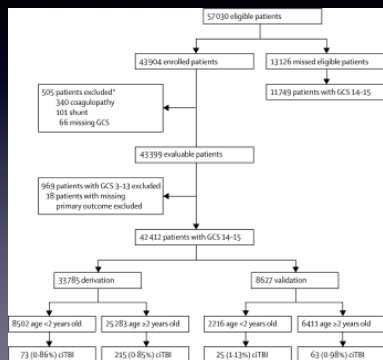 57030 eligible patients
43904 enrolled patients
13126 missed eligible patients
505 patients excluded*
340 coagulopathy
101 shunt
66 missing GCS
11749 patients with GCS 14–15
43399 evaluable patients
969 patients with GCS 3–13 excluded
18 patients with missing
primary outcome excluded
42412 patients with GCS 14–15
33785 derivation
8627 validation
8502 age <2 years old
25283 age ≥2 years old
2216 age <2 years old
6411 age ≥2 years old
73 (0·86%) ciTBI
215 (0·85%) ciTBI
25 (1·13%) ciTBI
63 (0·98%) ciTBI